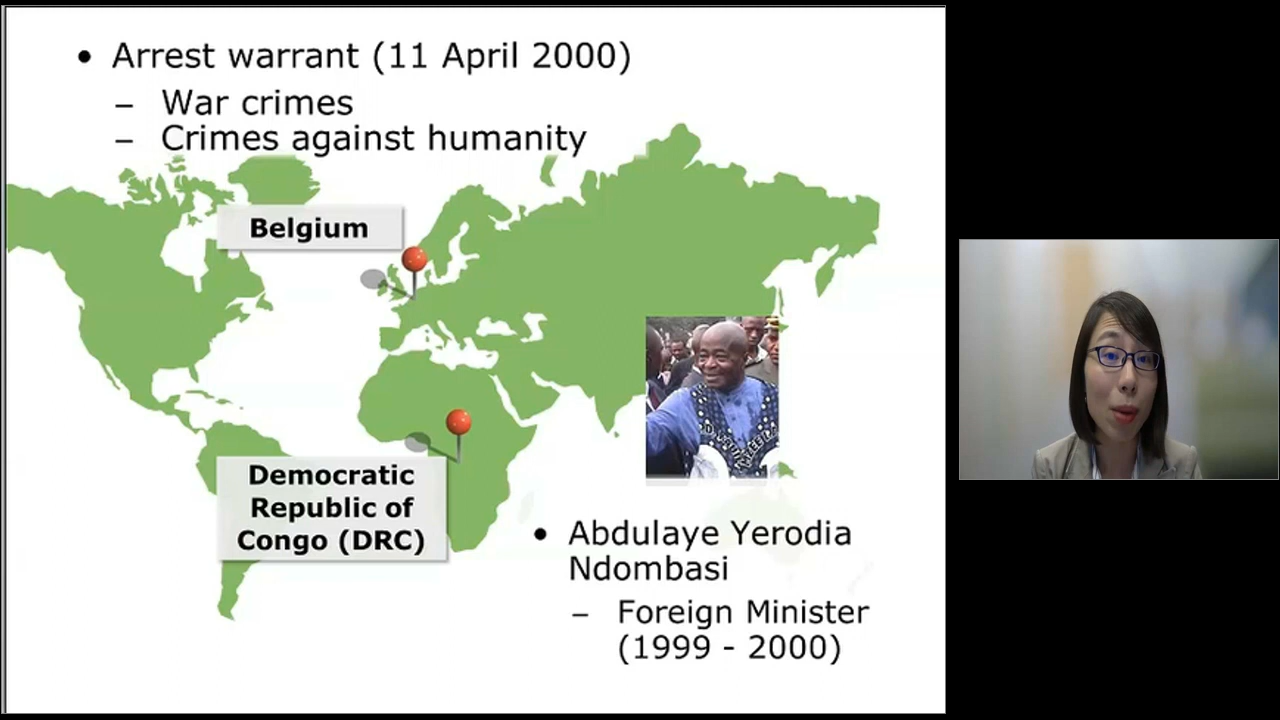 • Arrest warrant (11 April 2000)
– War crimes
– Crimes against humanity
Belgium
Democratic
Republic of
Congo (DRC)
• Abdulaye Yerodia
Ndombasi
– Foreign Minister
(1999 - 2000)